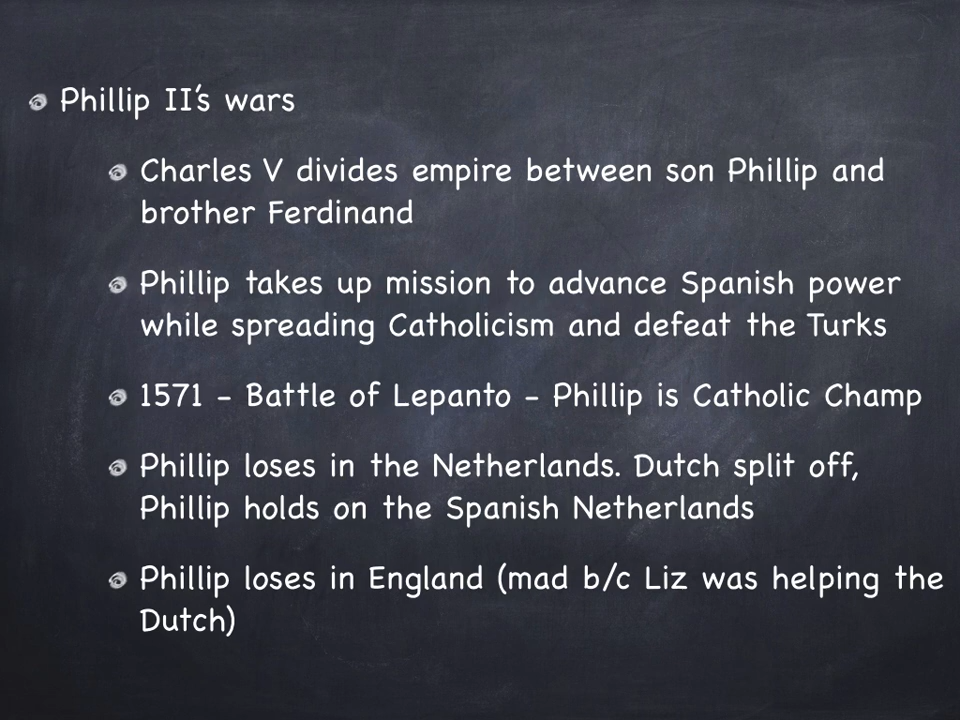 Phillip II's wars
Charles V divides empire between son Phillip and
brother Ferdinand
Phillip takes up mission to advance Spanish power
while spreading Catholicism and defeat the Turks
1571 - Battle of Lepanto - Phillip is Catholic Champ
Phillip loses in the Netherlands. Dutch split off,
Phillip holds on the Spanish Netherlands
Phillip loses in England (mad b/c Liz was helping the
Dutch)